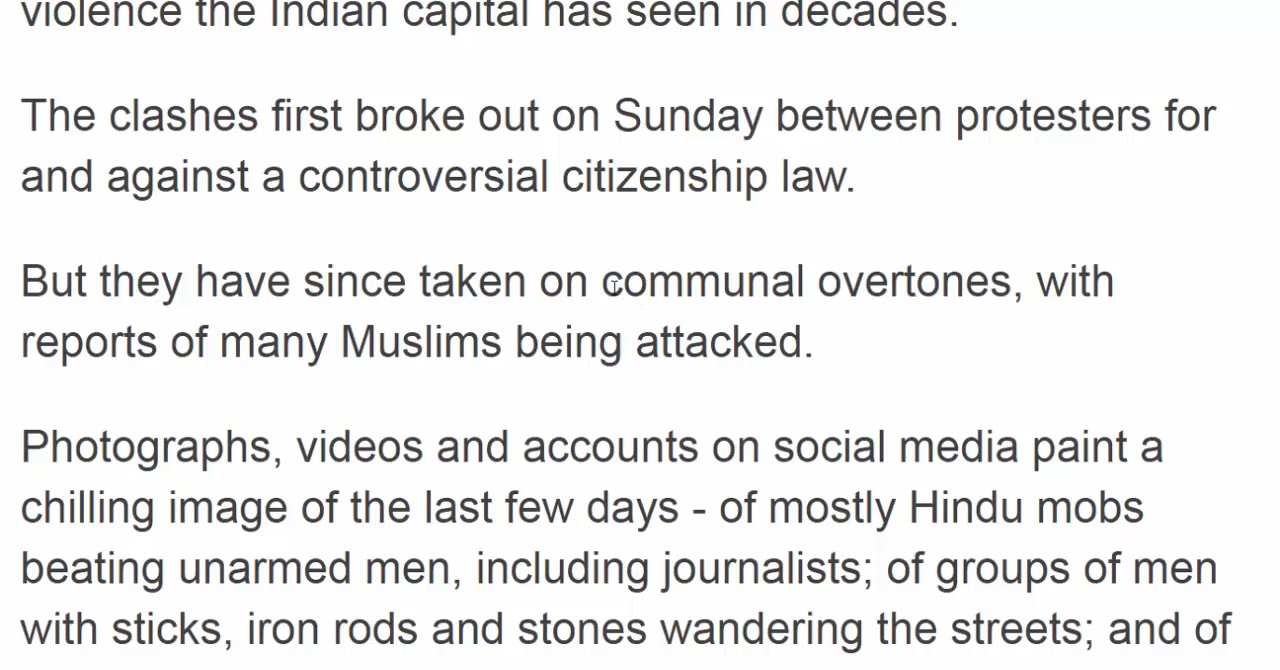 violence the Indian capital has seen in decades.
The clashes first broke out on Sunday between protesters for
and against a controversial citizenship law.
But they have since taken on communal overtones, with
reports of many Muslims being attacked.
Photographs, videos and accounts on social media paint a
chilling image of the last few days - of mostly Hindu mobs
beating unarmed men, including journalists; of groups of men
with sticks, iron rods and stones wandering the streets; and of